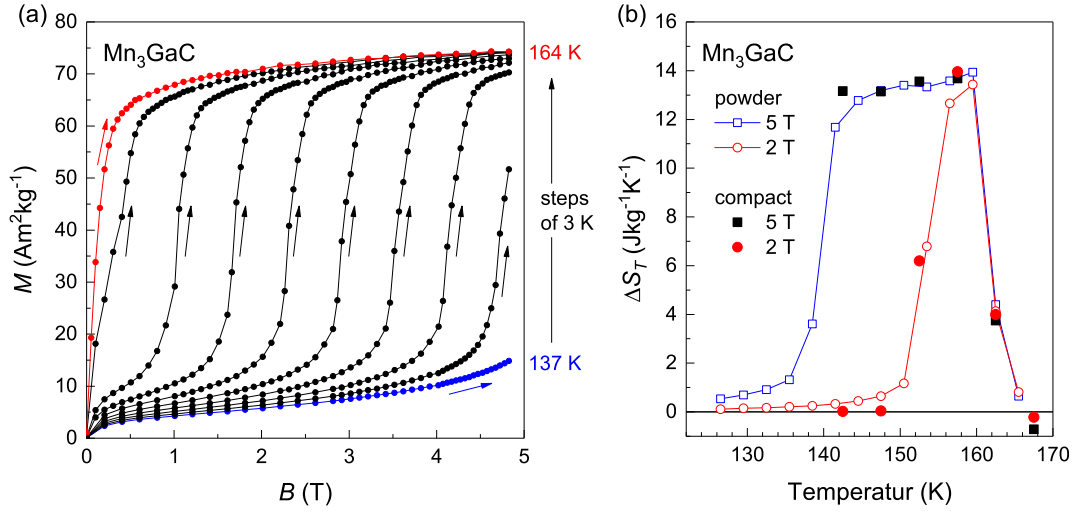 (a)
Mn₃GaC
M (Am²kg⁻¹)
80
70
60
50
40
30
20
10
0
0
1
2
3
4
5
B (T)
164 K
steps
of 3 K
137 K
(b)
Mn₃GaC
ΔS_T (Jkg⁻¹K⁻¹)
16
14
12
10
8
6
4
2
0
powder
5 T
2 T
compact
5 T
2 T
130
140
150
160
170
Temperatur (K)